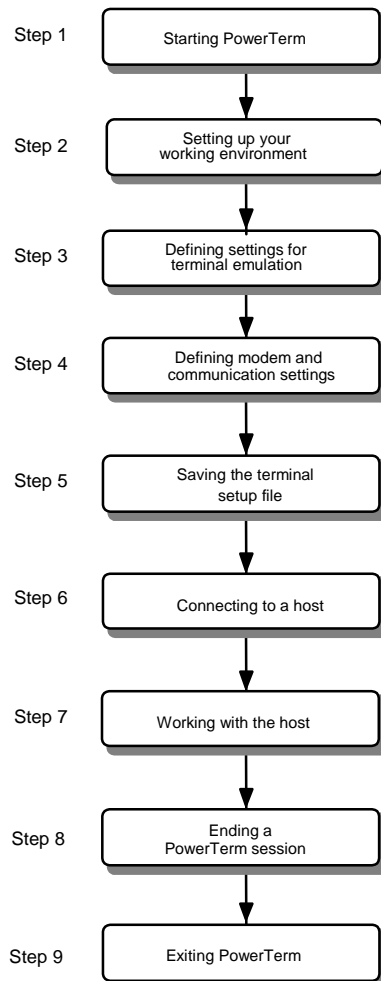 Step 1
Starting PowerTerm
Step 2
Setting up your
working environment
Step 3
Defining settings for
terminal emulation
Step 4
Defining modem and
communication settings
Step 5
Saving the terminal
setup file
Step 6
Connecting to a host
Step 7
Working with the host
Step 8
Ending a
PowerTerm session
Step 9
Exiting PowerTerm